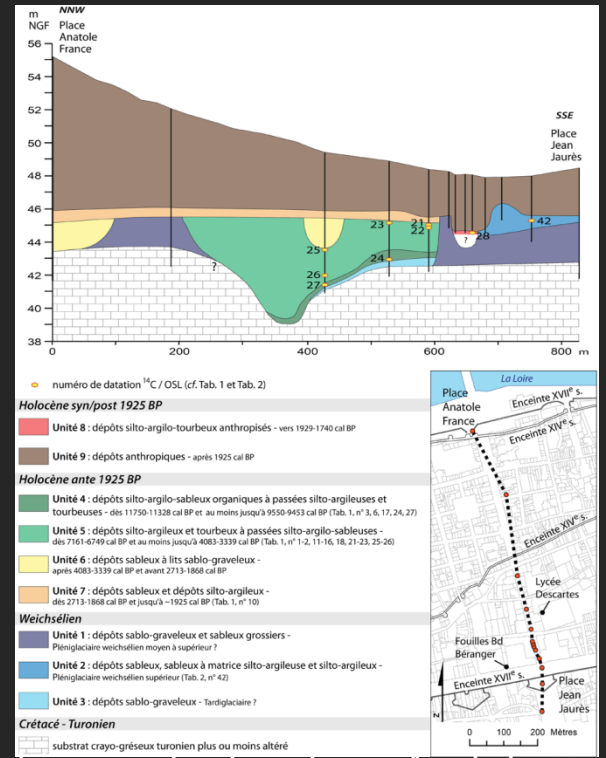 m
NGF
NNW
Place
Anatole
France
56
54
52
50
48
46
44
42
40
38
SSE
Place
Jean
Jaurès
23
21
22
25
24
26
27
28
42
?
?
0 200 400 600 800 m
numéro de datation ¹⁴C / OSL (cf. Tab. 1 et Tab. 2)
Holocène syn/post 1925 BP
Unité 8 : dépôts silto-argilo-tourbeux anthropisés - vers 1929-1740 cal BP
Unité 9 : dépôts anthropiques - après 1925 cal BP
Holocène ante 1925 BP
Unité 4 : dépôts silto-argilo-sableux organiques à passées silto-argileuses et
tourbeuses - dès 11750-11328 cal BP et au moins jusqu'à 9550-9453 cal BP (Tab. 1, n° 3, 6, 17, 24, 27)
Unité 5 : dépôts silto-argileux et tourbeux à passées silto-argilo-sableuses -
dès 7161-6749 cal BP et au moins jusqu'à 4083-3339 cal BP (Tab. 1, n° 1-2, 11-16, 18, 21-23, 25-26)
Unité 6 : dépôts sableux à lits sablo-graveleux -
après 4083-3339 cal BP et avant 2713-1868 cal BP
Unité 7 : dépôts sableux et dépôts silto-argileux -
dès 2713-1868 cal BP et jusqu'à ~1925 cal BP (Tab. 1, n° 10)
Weichsélien
Unité 1 : dépôts sablo-graveleux et sableux grossiers -
Pléniglaciaire weichsélien moyen à supérieur ?
Unité 2 : dépôts sableux, sableux à matrice silto-argileuse et silto-argileux -
Pléniglaciaire weichsélien supérieur (Tab. 2, n° 42)
Unité 3 : dépôts sablo-graveleux - Tardiglaciaire ?
Crétacé - Turonien
substrat crayo-gréseux turonien plus ou moins altéré
La Loire
Place
Anatole
France
Enceinte XVIIᵉ s.
Enceinte XIVᵉ s.
Enceinte XIVᵉ s.
Lycée
Descartes
Fouilles Bd
Béranger
Enceinte XVIIᵉ s.
Place
Jean
Jaurès
N
0 100 200 Mètres